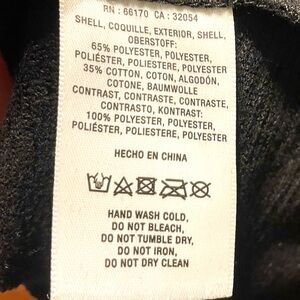 RN : 66170 CA : 32054
SHELL, COQUILLE, EXTERIOR, SHELL,
OBERSTOFF:
65% POLYESTER, POLYESTER,
POLIÉSTER, POLIESTERE, POLYESTER
35% COTTON, COTON, ALGODÓN,
COTONE, BAUMWOLLE
CONTRAST, CONTRASTE, CONTRASTE,
CONTRASTO, KONTRAST:
100% POLYESTER, POLYESTER,
POLIÉSTER, POLIESTERE, POLYESTER
HECHO EN CHINA
HAND WASH COLD,
DO NOT BLEACH,
DO NOT TUMBLE DRY,
DO NOT IRON,
DO NOT DRY CLEAN